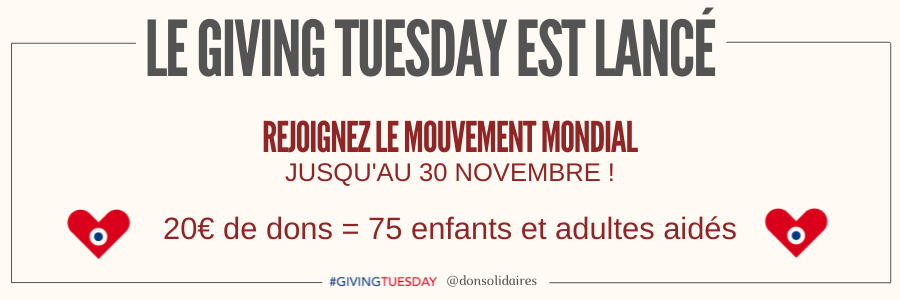 LE GIVING TUESDAY EST LANCÉ
REJOIGNEZ LE MOUVEMENT MONDIAL
JUSQU'AU 30 NOVEMBRE !
20€ de dons = 75 enfants et adultes aidés
#GIVINGTUESDAY @donsolidaires